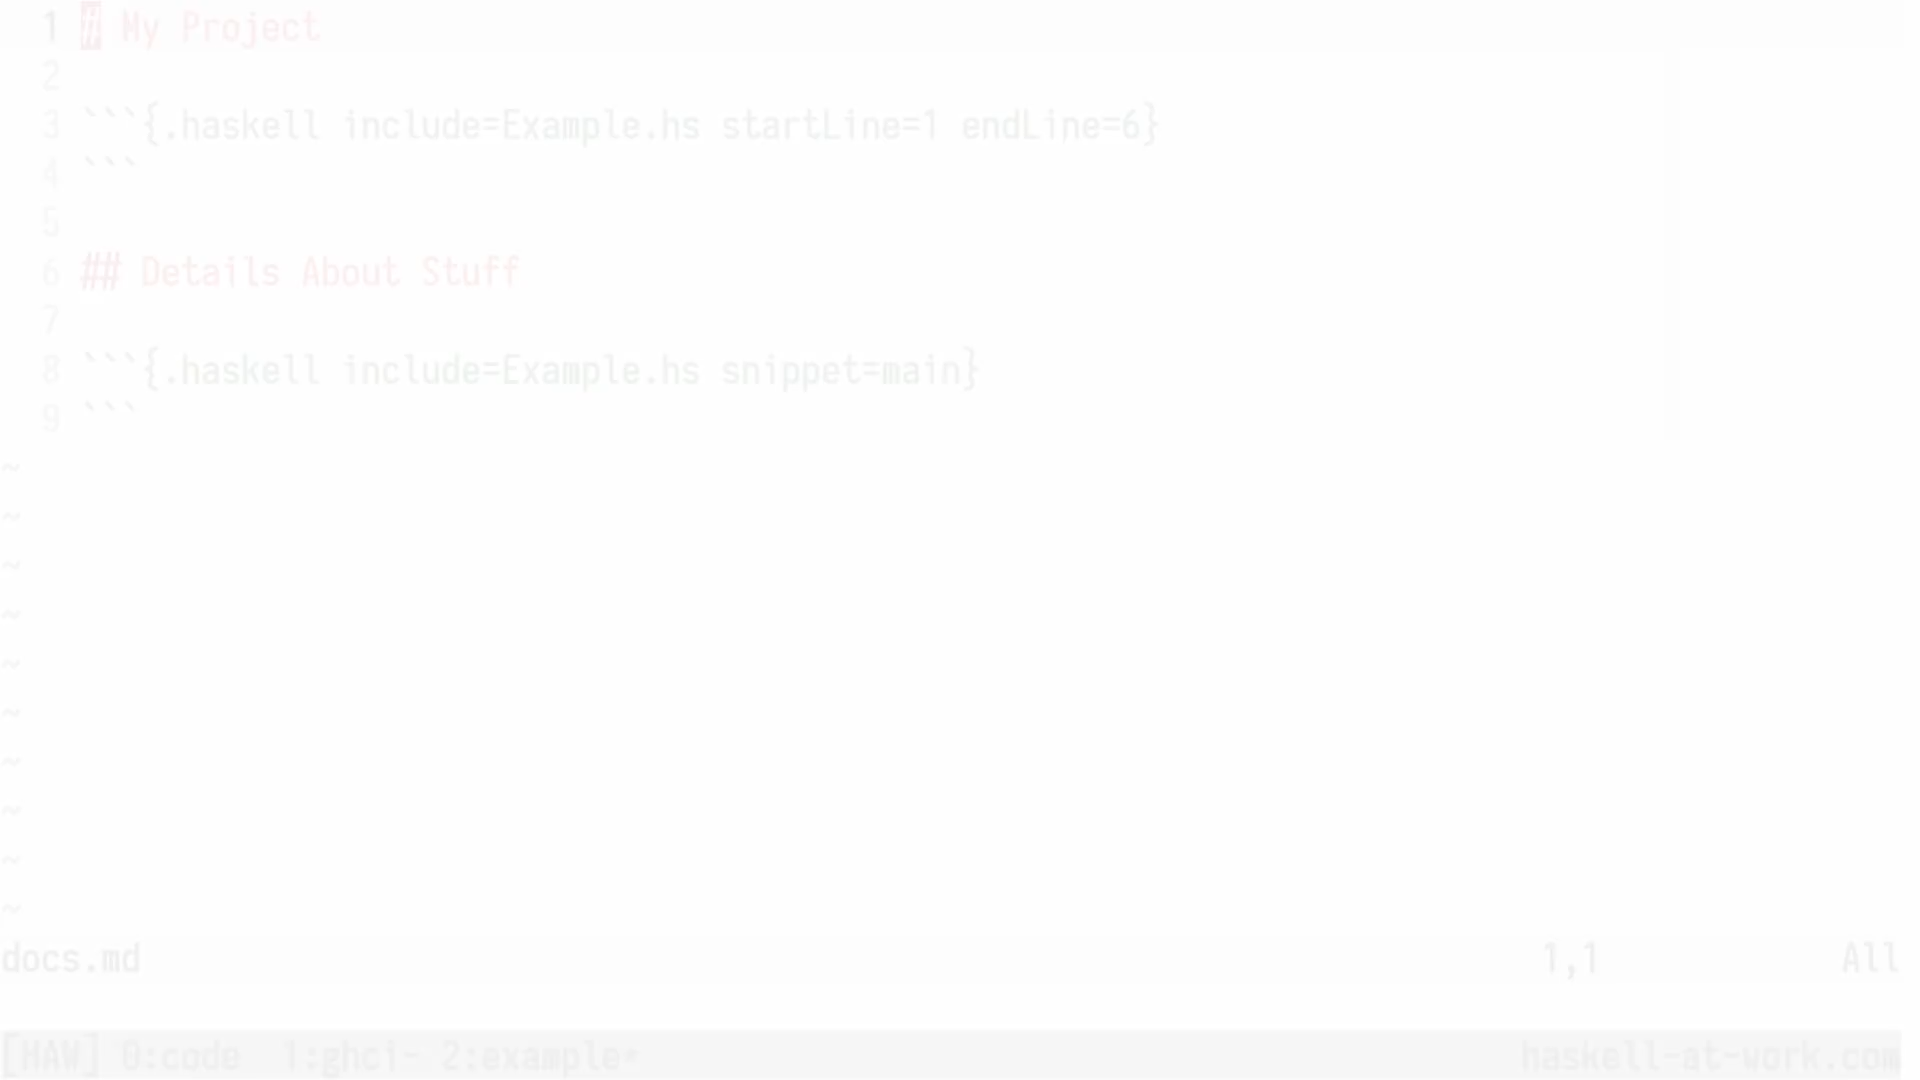 1 # My Project
2
3 ```{.haskell include=Example.hs startLine=1 endLine=6}
4 ```
5
6 ## Details About Stuff
7
8 ```{.haskell include=Example.hs snippet=main}
9 ```
~
~
~
~
~
~
~
~
~
~
docs.md 1,1 All
[HAW] 0:code 1:ghci- 2:example* haskell-at-work.com